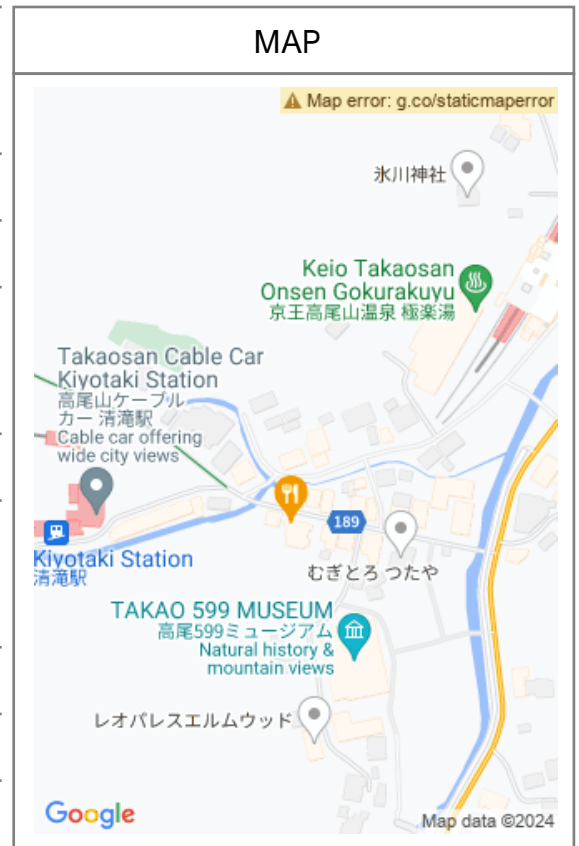 MAP
Map error: g.co/staticmaperror
氷川神社
Keio Takaosan
Onsen Gokurakuyu
京王高尾山温泉 極楽湯
Takaosan Cable Car
Kiyotaki Station
高尾山ケーブル
カー 清滝駅
Cable car offering
wide city views
189
Kiyotaki Station
清滝駅
むぎとろ つたや
TAKAO 599 MUSEUM
高尾599ミュージアム
Natural history &
mountain views
レオパレスエルムウッド
Google
Map data ©2024